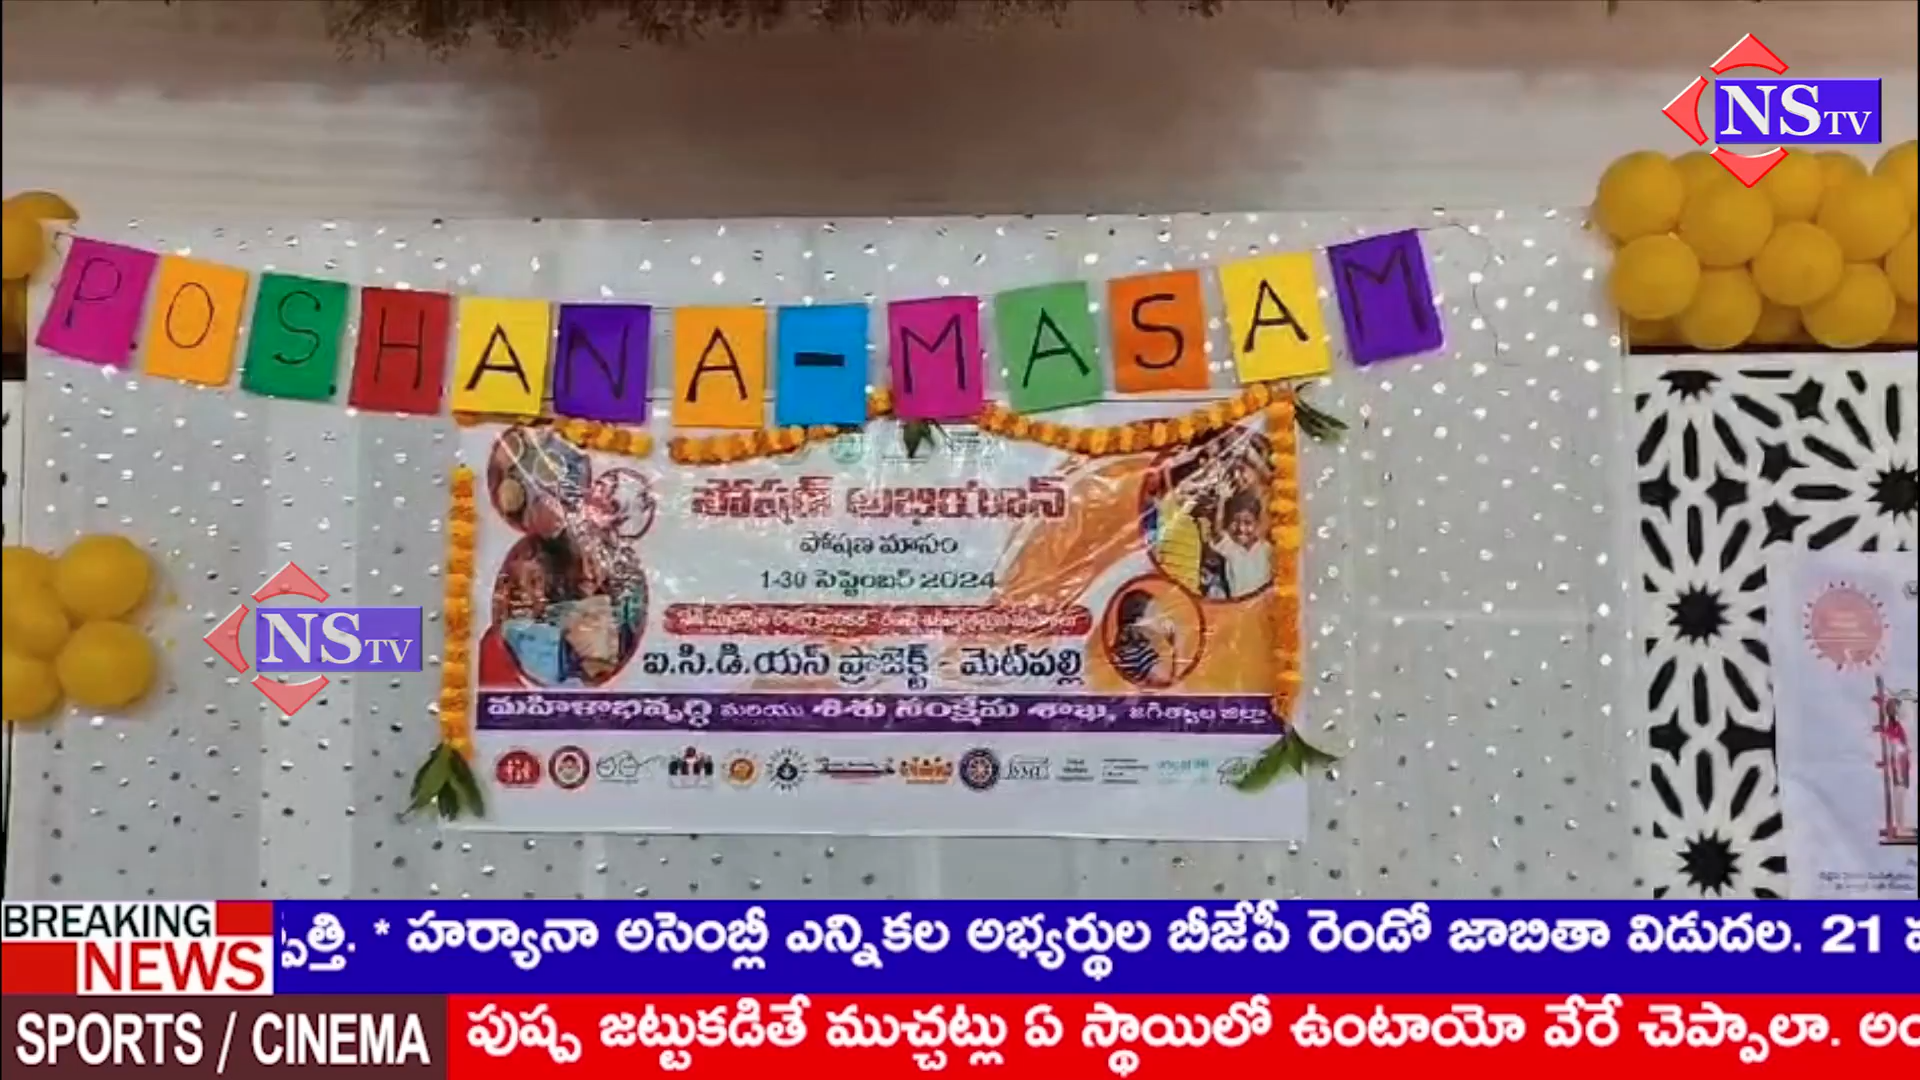 NSTV
POSHANA-MASAM
పోషణ్ అభియాన్
పోషణ మాసం
1-30 సెప్టెంబర్ 2024
ఐ.సి.డి.యస్ ప్రాజెక్ట్ - మెట్‌పల్లి
NSTV
మహిళాభివృద్ధి మరియు శిశు సంక్షేమ శాఖ, జగిత్యాల జిల్లా
BREAKING NEWS
* హర్యానా అసెంబ్లీ ఎన్నికల అభ్యర్థుల బీజేపీ రెండో జాబితా విడుదల. 21
SPORTS / CINEMA
పుష్ప జట్టుకడితే ముచ్చట్లు ఏ స్థాయిలో ఉంటాయో వేరే చెప్పాలా.